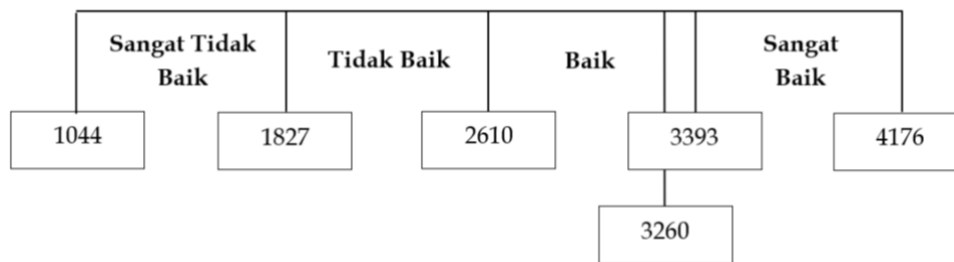 Sangat Tidak
Baik
Tidak Baik
Baik
Sangat
Baik
1044
1827
2610
3393
4176
3260